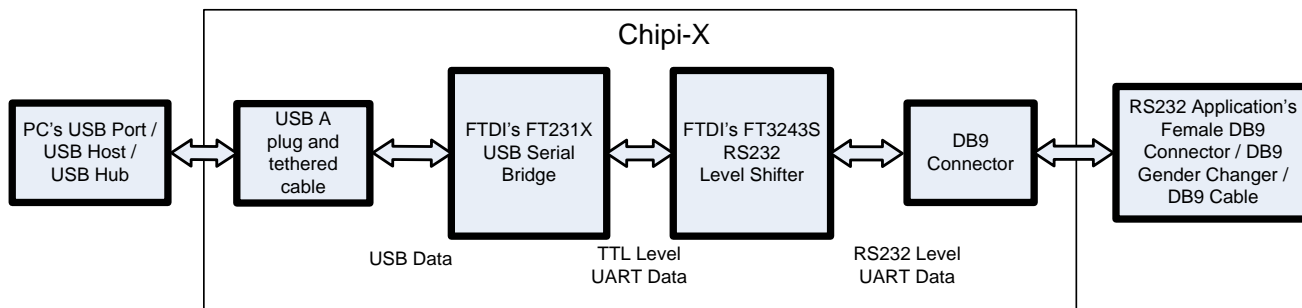 Chipi-X
PC's USB Port /
USB Host /
USB Hub
USB A
plug and
tethered
cable
FTDI's FT231X
USB Serial
Bridge
FTDI's FT3243S
RS232
Level Shifter
DB9
Connector
RS232 Application's
Female DB9
Connector / DB9
Gender Changer /
DB9 Cable
USB Data
TTL Level
UART Data
RS232 Level
UART Data